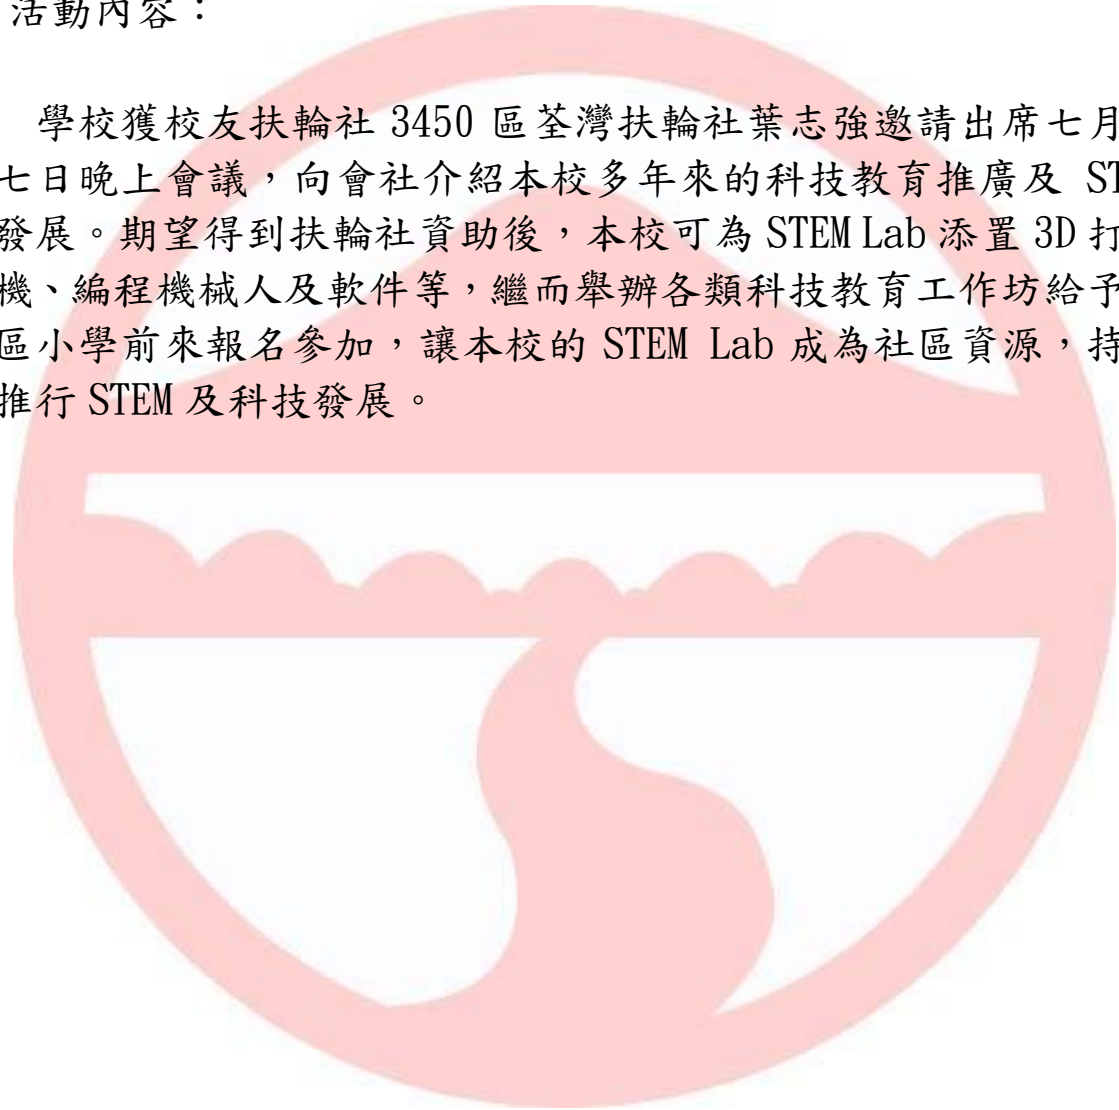 活動內容：
學校獲校友扶輪社 3450 區荃灣扶輪社葉志強邀請出席七月
七日晚上會議，向會社介紹本校多年來的科技教育推廣及 ST
發展。期望得到扶輪社資助後，本校可為 STEM Lab 添置 3D 打
機、編程機械人及軟件等，繼而舉辦各類科技教育工作坊給予
區小學前來報名參加，讓本校的 STEM Lab 成為社區資源，持
推行 STEM 及科技發展。